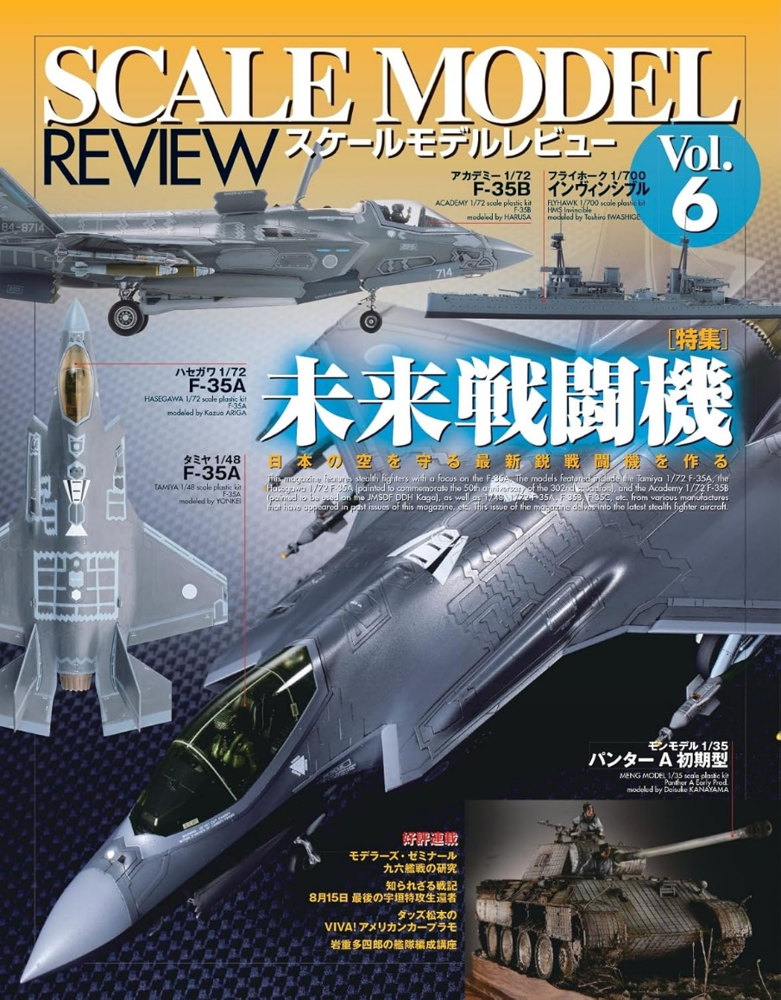 SCALE MODEL
REVIEW
スケールモデルレビュー
Vol.
6
アカデミー 1/72
F-35B
ACADEMY 1/72 scale plastic kit
F-35B
modeled by HARUSA
フライホーク 1/700
インヴィンシブル
FLYHAWK 1/700 scale plastic kit
HMS Invincible
modeled by Toshiro IWASHIGE
84-8714
714
[特集]
未来戦闘機
日本の空を守る最新鋭戦闘機を作る
This magazine features stealth fighters with a focus on the F-35A. The models featured include the Tamiya 1/72 F-35A, the
Hasegawa 1/72 F-35A (painted to commemorate the 50th anniversary of the 302nd squadron), and the Academy 1/72 F-35B
(painted to be used on the JMSDF DDH Kaga), as well as 1/48, 1/72 F-35A, F-35B, F-35C, etc. from various manufactures
that have appeared in past issues of this magazine, etc. This issue of the magazine delves into the latest stealth fighter aircraft.
ハセガワ 1/72
F-35A
HASEGAWA 1/72 scale plastic kit
F-35A
modeled by Kazuo ARIGA
タミヤ 1/48
F-35A
TAMIYA 1/48 scale plastic kit
F-35A
modeled by YONKEI
モンモデル 1/35
パンター A 初期型
MENG MODEL 1/35 scale plastic kit
Panther A Early Prod.
modeled by Daisuke KANAYAMA
好評連載
モデラーズ・ゼミナール
九六艦戦の研究
知られざる戦記
8月15日 最後の宇垣特攻生還者
ダッズ松本の
VIVA! アメリカンカープラモ
岩重多四郎の艦隊編成講座